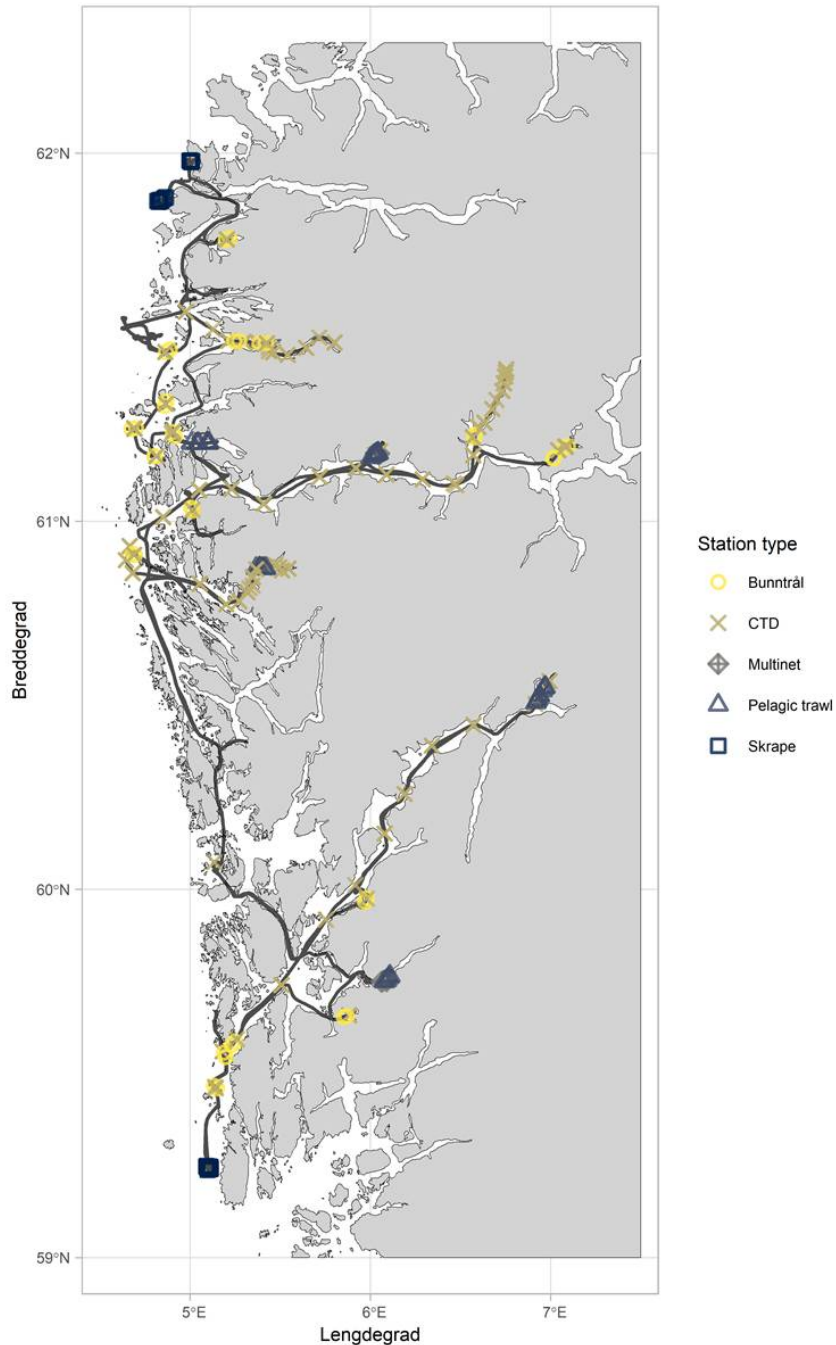 62°N
61°N
60°N
59°N
Breddegrad
5°E
6°E
7°E
Lengdegrad
Station type
Bunntrål
CTD
Multinet
Pelagic trawl
Skrape